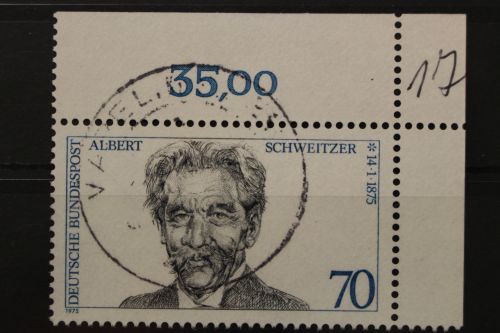 35,00
17
ALBERT SCHWEITZER
* 14·1·1875
DEUTSCHE BUNDESPOST
70
1975